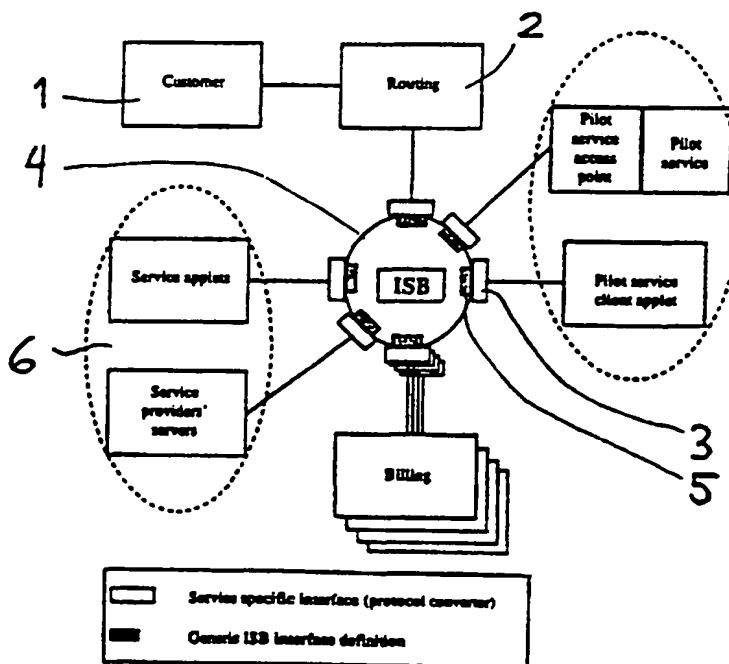 2
Customer
Routing
1
Pilot
service
access
point
Pilot
service
4
Service applets
ISB
Pilot service
client applet
6
Service
providers'
servers
3
5
Billing
Service specific interface (protocol converter)
Generic ISB interface definition